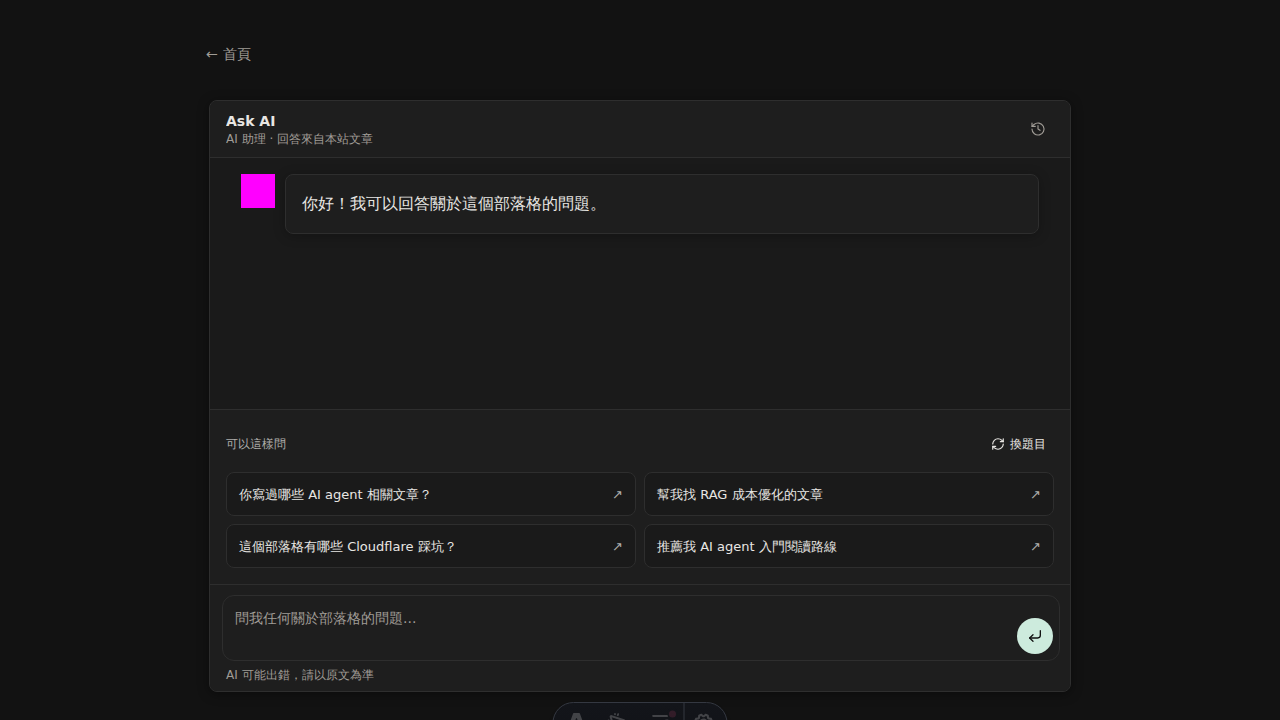 ← 首頁
Ask AI
AI 助理 · 回答來自本站文章
你好！我可以回答關於這個部落格的問題。
可以這樣問
換題目
你寫過哪些 AI agent 相關文章？ ↗
幫我找 RAG 成本優化的文章 ↗
這個部落格有哪些 Cloudflare 踩坑？ ↗
推薦我 AI agent 入門閱讀路線 ↗
問我任何關於部落格的問題…
AI 可能出錯，請以原文為準